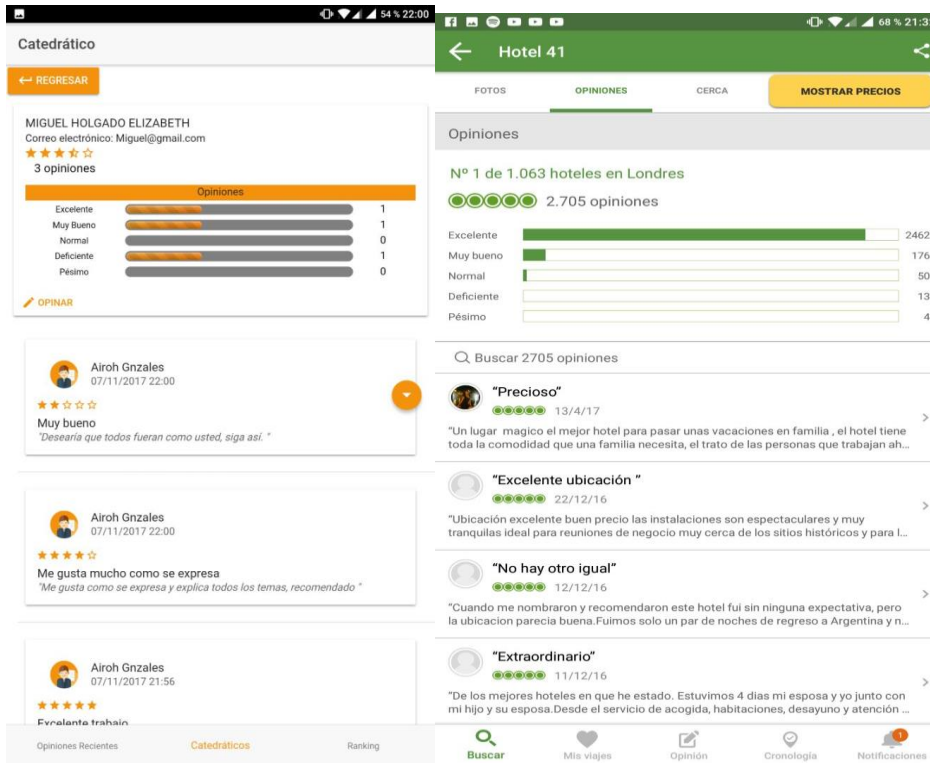 54 % 22:00
Catedrático
REGRESAR
MIGUEL HOLGADO ELIZABETH
Correo electrónico: Miguel@gmail.com
3 opiniones
Opiniones
Excelente 1
Muy Bueno 1
Normal 0
Deficiente 1
Pésimo 0
OPINAR
Airoh Gnzales
07/11/2017 22:00
Muy bueno
"Desearía que todos fueran como usted, siga así. "
Airoh Gnzales
07/11/2017 22:00
Me gusta mucho como se expresa
"Me gusta como se expresa y explica todos los temas, recomendado "
Airoh Gnzales
07/11/2017 21:56
Excelente trabajo
Opiniones Recientes Catedráticos Ranking
68 % 21:3
Hotel 41
FOTOS OPINIONES CERCA MOSTRAR PRECIOS
Opiniones
Nº 1 de 1.063 hoteles en Londres
2.705 opiniones
Excelente 2462
Muy bueno 176
Normal 50
Deficiente 13
Pésimo 4
Buscar 2705 opiniones
"Precioso"
13/4/17
"Un lugar magico el mejor hotel para pasar unas vacaciones en familia , el hotel tiene
toda la comodidad que una familia necesita, el trato de las personas que trabajan ah...
"Excelente ubicación "
22/12/16
"Ubicación excelente buen precio las instalaciones son espectaculares y muy
tranquilas ideal para reuniones de negocio muy cerca de los sitios históricos y para l...
"No hay otro igual"
12/12/16
"Cuando me nombraron y recomendaron este hotel fui sin ninguna expectativa, pero
la ubicacion parecia buena.Fuimos solo un par de noches de regreso a Argentina y n...
"Extraordinario"
11/12/16
"De los mejores hoteles en que he estado. Estuvimos 4 dias mi esposa y yo junto con
mi hijo y su esposa.Desde el servicio de acogida, habitaciones, desayuno y atención ...
1
Buscar Mis viajes Opinión Cronología Notificaciones